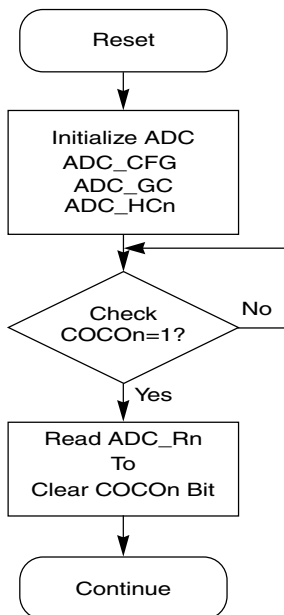 Reset
Initialize ADC
ADC_CFG
ADC_GC
ADC_HCn
Check
COCOn=1?
No
Yes
Read ADC_Rn
To
Clear COCOn Bit
Continue